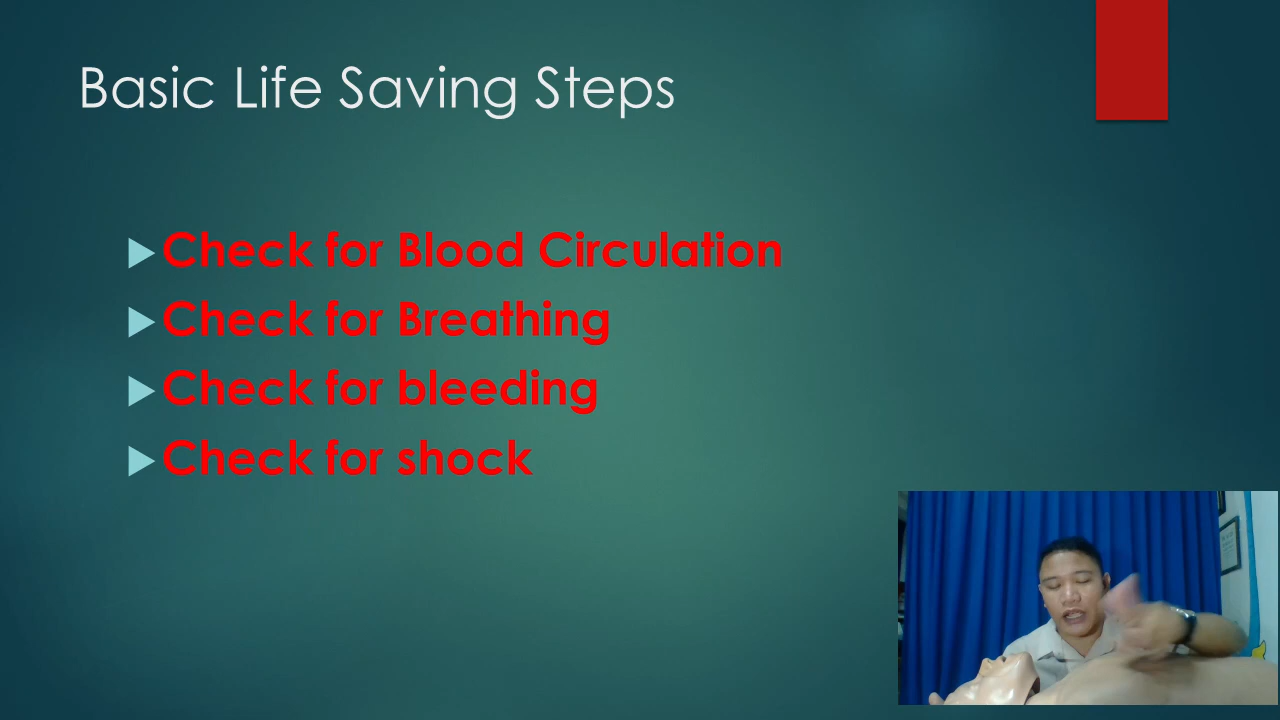 Basic Life Saving Steps
Check for Blood Circulation
Check for Breathing
Check for bleeding
Check for shock